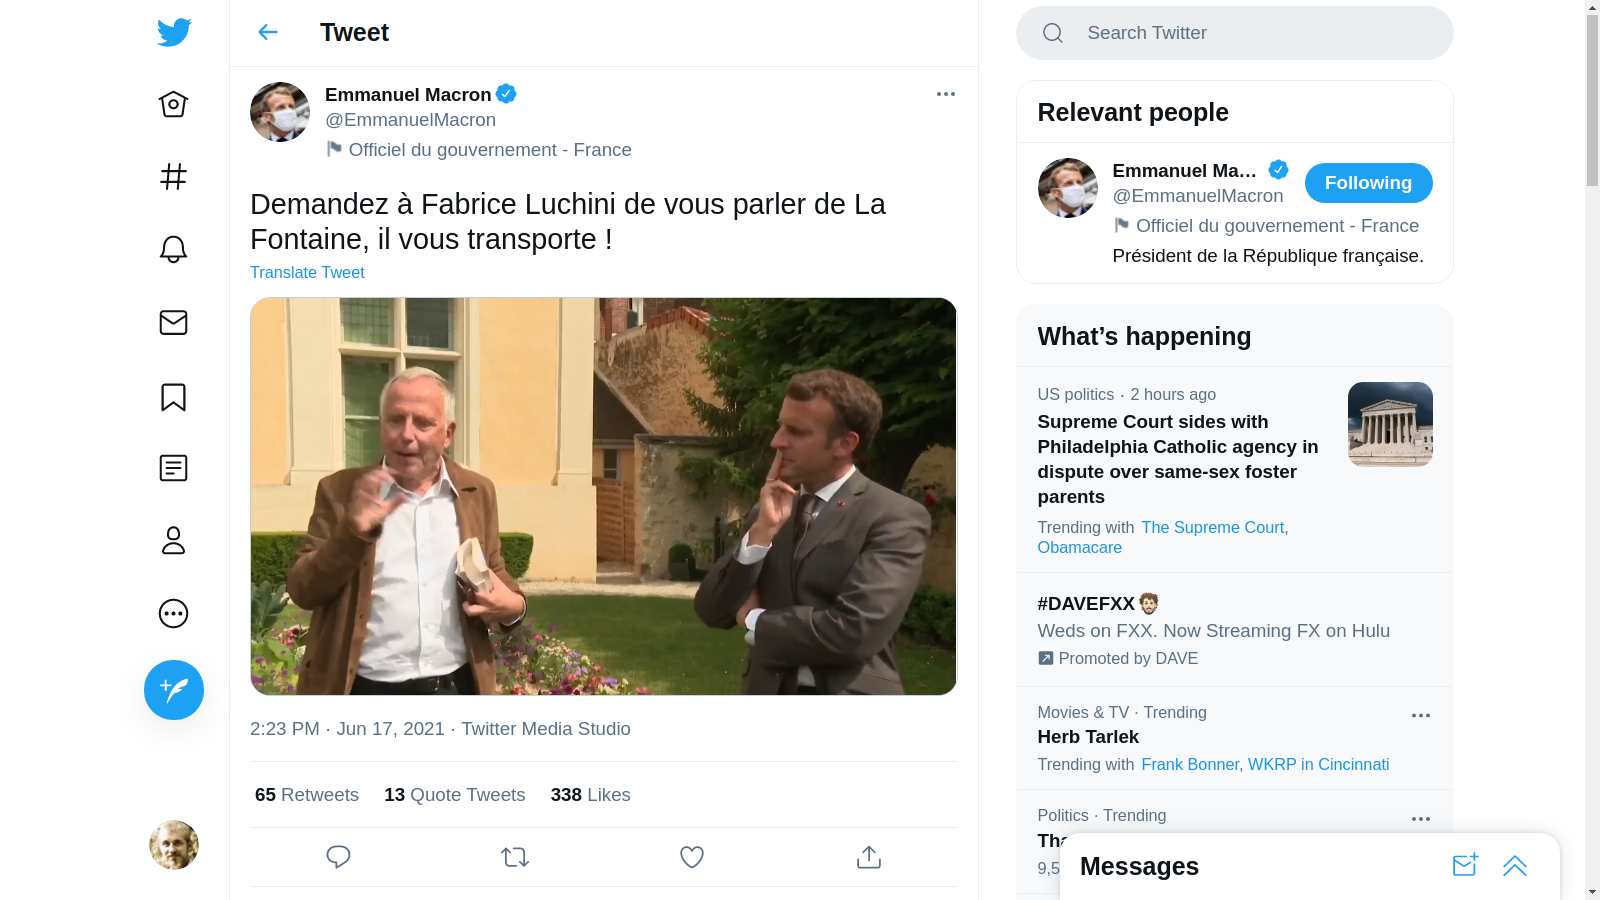 Tweet
Emmanuel Macron
@EmmanuelMacron
Officiel du gouvernement - France
Demandez à Fabrice Luchini de vous parler de La
Fontaine, il vous transporte !
Translate Tweet
2:23 PM · Jun 17, 2021 · Twitter Media Studio
65 Retweets 13 Quote Tweets 338 Likes
Search Twitter
Relevant people
Emmanuel Ma...
@EmmanuelMacron
Following
Officiel du gouvernement - France
Président de la République française.
What’s happening
US politics · 2 hours ago
Supreme Court sides with
Philadelphia Catholic agency in
dispute over same-sex foster
parents
Trending with The Supreme Court,
Obamacare
#DAVEFXX
Weds on FXX. Now Streaming FX on Hulu
Promoted by DAVE
Movies & TV · Trending
Herb Tarlek
Trending with Frank Bonner, WKRP in Cincinnati
Politics · Trending
Messages